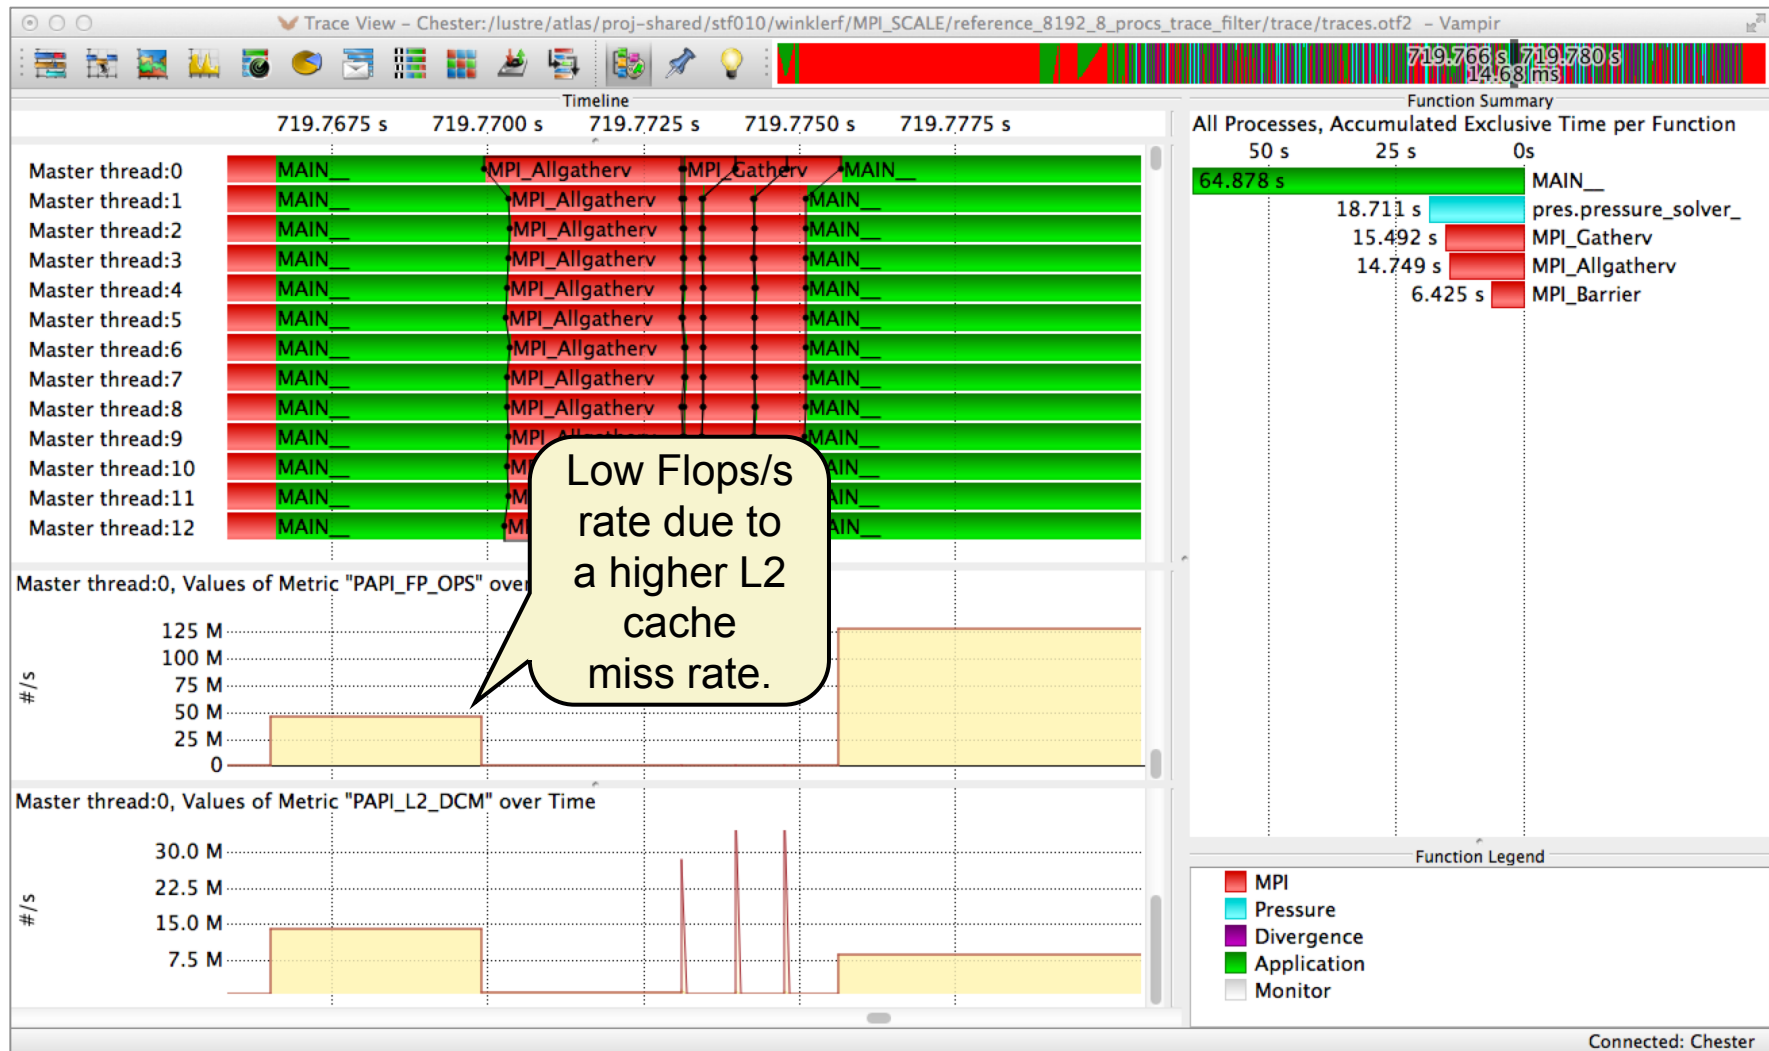 Trace View – Chester:/lustre/atlas/proj-shared/stf010/winklerf/MPI_SCALE/reference_8192_8_procs_trace_filter/trace/traces.otf2 – Vampir
719.766 s 719.780 s
14.68 ms
Timeline
719.7675 s 719.7700 s 719.7725 s 719.7750 s 719.7775 s
Master thread:0 MAIN__ MPI_Allgatherv MPI_Gatherv MAIN__
Master thread:1 MAIN__ MPI_Allgatherv MAIN__
Master thread:2 MAIN__ MPI_Allgatherv MAIN__
Master thread:3 MAIN__ MPI_Allgatherv MAIN__
Master thread:4 MAIN__ MPI_Allgatherv MAIN__
Master thread:5 MAIN__ MPI_Allgatherv MAIN__
Master thread:6 MAIN__ MPI_Allgatherv MAIN__
Master thread:7 MAIN__ MPI_Allgatherv MAIN__
Master thread:8 MAIN__ MPI_Allgatherv MAIN__
Master thread:9 MAIN__ MAIN__
Master thread:10 MAIN__
Master thread:11 MAIN__
Master thread:12 MAIN__
Low Flops/s
rate due to
a higher L2
cache
miss rate.
Master thread:0, Values of Metric "PAPI_FP_OPS" over
125 M
100 M
75 M
50 M
25 M
0
#/s
Master thread:0, Values of Metric "PAPI_L2_DCM" over Time
30.0 M
22.5 M
15.0 M
7.5 M
#/s
Function Summary
All Processes, Accumulated Exclusive Time per Function
50 s 25 s 0s
64.878 s MAIN__
18.711 s pres.pressure_solver_
15.492 s MPI_Gatherv
14.749 s MPI_Allgatherv
6.425 s MPI_Barrier
Function Legend
MPI
Pressure
Divergence
Application
Monitor
Connected: Chester